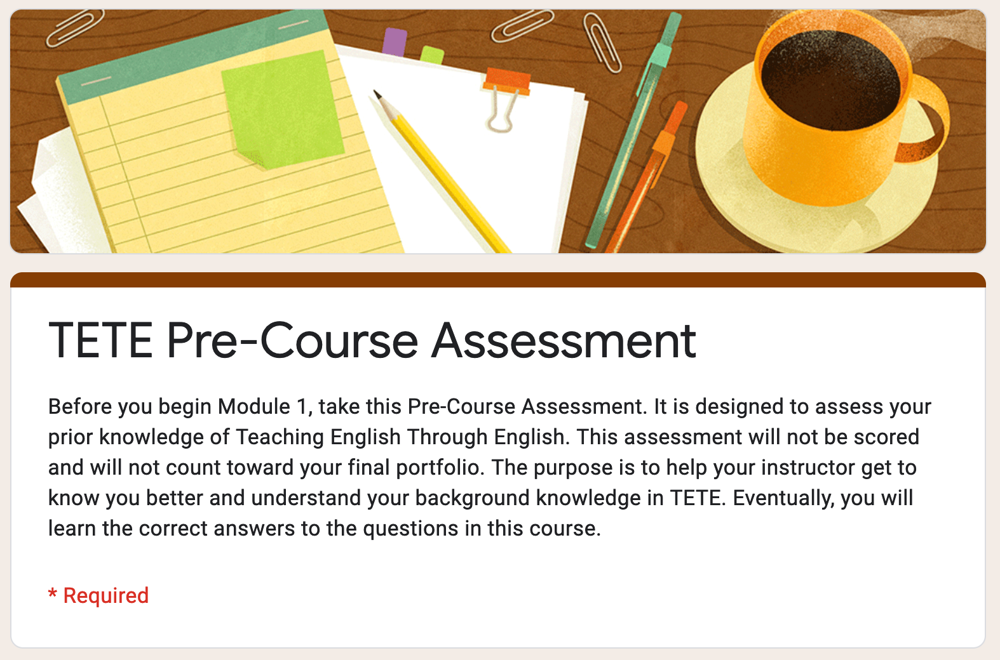 TETE Pre-Course Assessment
Before you begin Module 1, take this Pre-Course Assessment. It is designed to assess your
prior knowledge of Teaching English Through English. This assessment will not be scored
and will not count toward your final portfolio. The purpose is to help your instructor get to
know you better and understand your background knowledge in TETE. Eventually, you will
learn the correct answers to the questions in this course.
* Required